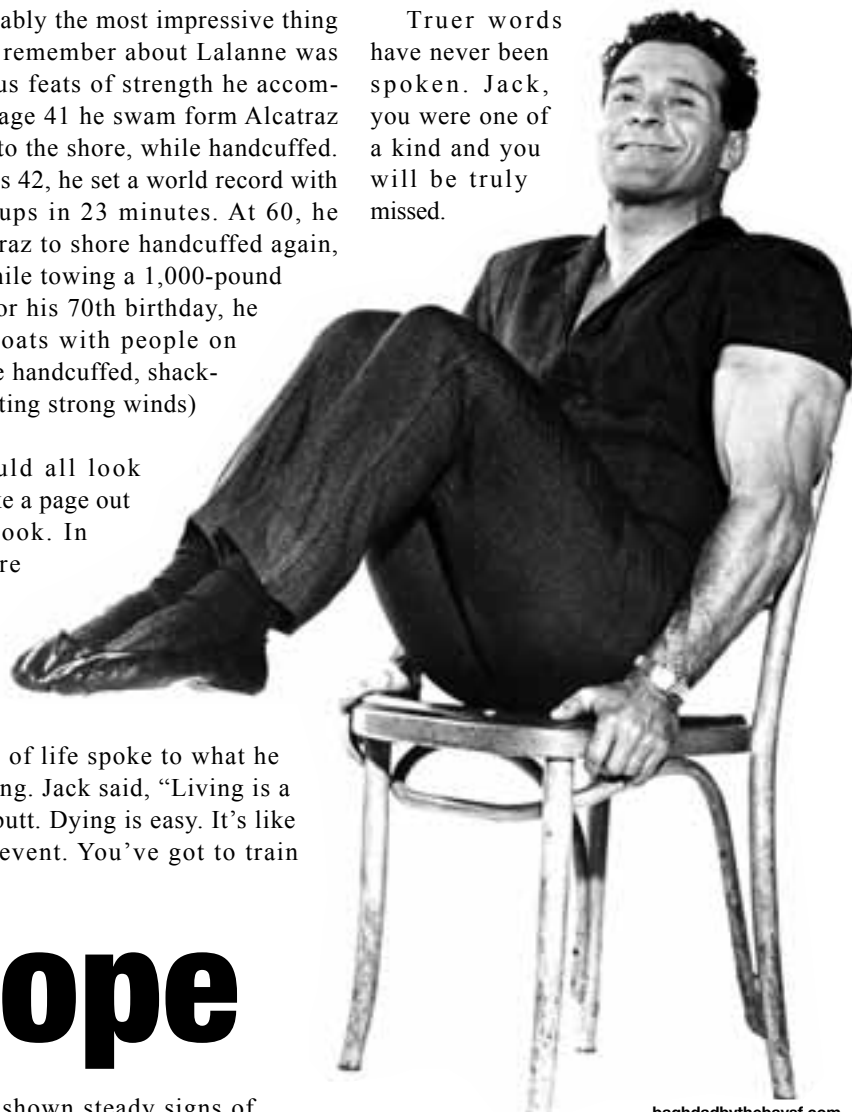 ably the most impressive thing
remember about Lalanne was
us feats of strength he accom-
age 41 he swam form Alcatraz
to the shore, while handcuffed.
s 42, he set a world record with
ups in 23 minutes. At 60, he
raz to shore handcuffed again,
hile towing a 1,000-pound
or his 70th birthday, he
oats with people on
e handcuffed, shack-
ting strong winds)
uld all look
ke a page out
ook. In
re
of life spoke to what he
ng. Jack said, “Living is a
butt. Dying is easy. It’s like
event. You’ve got to train
Truer words
have never been
spoken. Jack,
you were one of
a kind and you
will be truly
missed.
ope
shown steady signs of